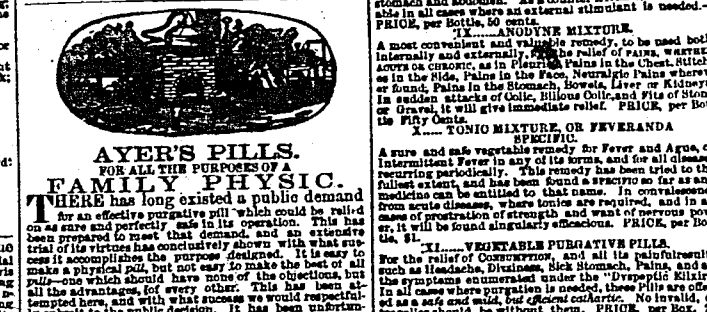 AYER'S PILLS.
FOR ALL THE PURPOSES OF A
FAMILY PHYSIC.
THERE has long existed a public demand
for an effective purgative pill which could be relied
on as sure and perfectly safe in its operation. This has
been prepared to meet that demand, and an extensive
trial of its virtues has conclusively shown with what suc-
cess it accomplishes the purpose designed. It is easy to
make a physical pill, but not easy to make the best of all
pills—one which should have none of the objections, but
all the advantages, of every other. This has been at-
tempted here, and with what success we would respectful-
to the public decision. It has been unfortun-
stomach and
able in all cases where an external stimulant is needed.—
PRICE, per Bottle, 50 cents.
IX......ANODYNE MIXTURE.
A most convenient and valuable remedy, to be used both
internally and externally, for the relief of PAINS, WHETHER
ACUTE OR CHRONIC, as in Pleurisy, Pains in the Chest, Stitch
es in the Side, Pains in the Face, Neuralgic Pains wherev
er found, Pains in the Stomach, Bowels, Liver or Kidney
In sudden attacks of Colic, Bilious Colic, and Fits of Ston
or Gravel, it will give immediate relief. PRICE, per Bot
tle Fifty Cents.
X..... TONIC MIXTURE, OR FEVERANDA
SPECIFIC.
A sure and safe vegetable remedy for Fever and Ague, o
Intermittent Fever in any of its forms, and for all disease
recurring periodically. This remedy has been tried to th
fullest extent, and has been found a SPECIFIC so far as an
medicine can be entitled to that name. In convalescenc
from acute diseases, where tonics are required, and in a
cases of prostration of strength and want of nervous pow
er, it will be found singularly efficacious. PRICE, per Bo
tle, $1.
XI......VEGETABLE PURGATIVE PILLS.
For the relief of CONSUMPTION, and all its painful result
such as Headache, Dizziness, Sick Stomach, Pains, and a
the symptoms enumerated under the "Dyspeptic Elixir
In all cases where purgation is needed, these Pills are offe
ed as a safe and mild, but efficient cathartic. No invalid, o
should be without them. PRICE, per Box,